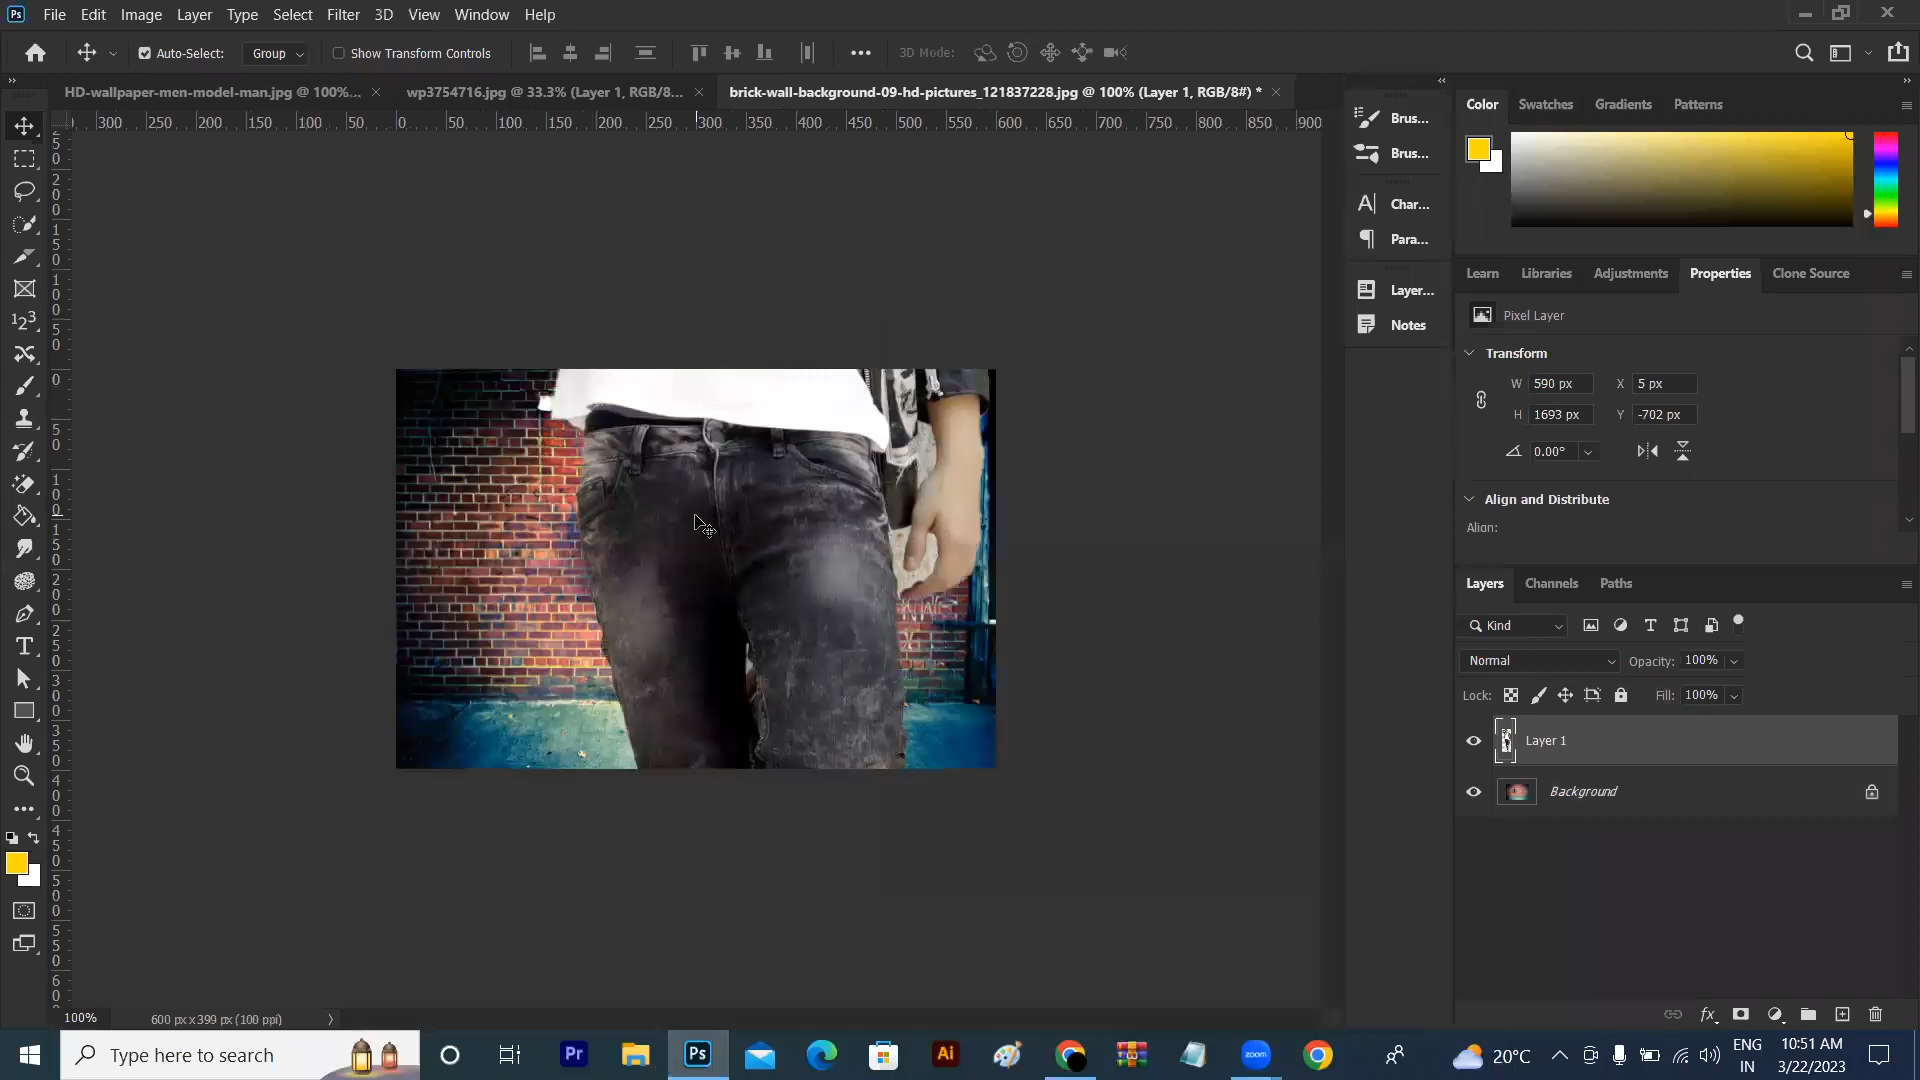 Ps File Edit Image Layer Type Select Filter 3D View Window Help
Auto-Select: Group Show Transform Controls 3D Mode:
HD-wallpaper-men-model-man.jpg @ 100%... wp3754716.jpg @ 33.3% (Layer 1, RGB/8... brick-wall-background-09-hd-pictures_121837228.jpg @ 100% (Layer 1, RGB/8#) *
300 250 200 150 100 50 0 50 100 150 200 250 300 350 400 450 500 550 600 650 700 750 800 850 900
Brus...
Brus...
Char...
Para...
Layer...
Notes
Color Swatches Gradients Patterns
Learn Libraries Adjustments Properties Clone Source
Pixel Layer
Transform
W 590 px X 5 px
H 1693 px Y -702 px
0.00°
Align and Distribute
Align:
Layers Channels Paths
Kind
Normal Opacity: 100%
Lock: Fill: 100%
Layer 1
Background
100% 600 px x 399 px (100 ppi)
Type here to search
Pr Ps Ai zoom
20°C
ENG
IN
10:51 AM
3/22/2023